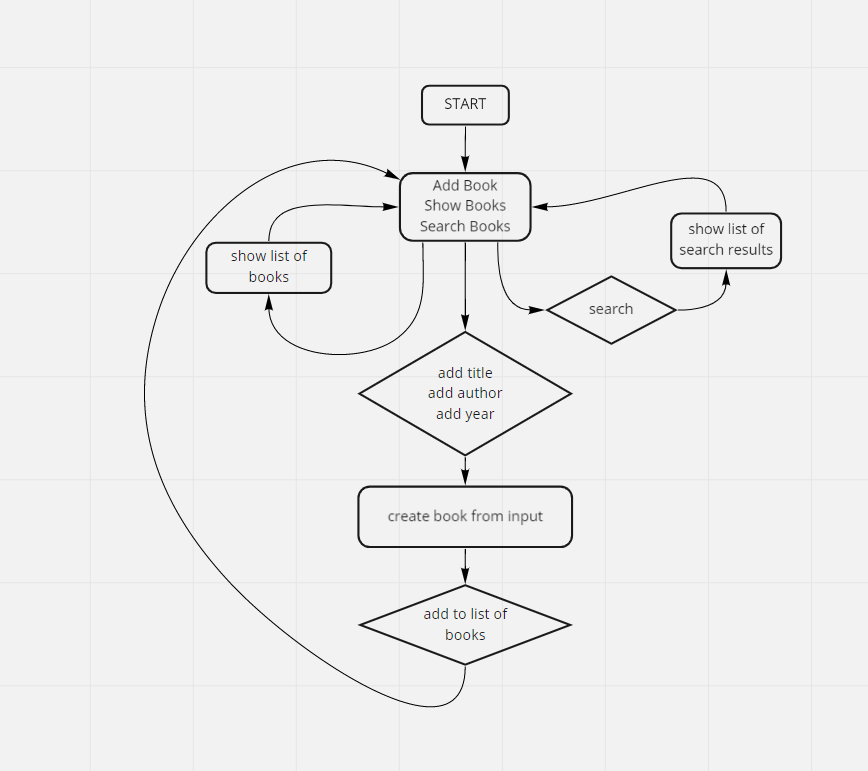 START
Add Book
Show Books
Search Books
show list of
books
show list of
search results
search
add title
add author
add year
create book from input
add to list of
books